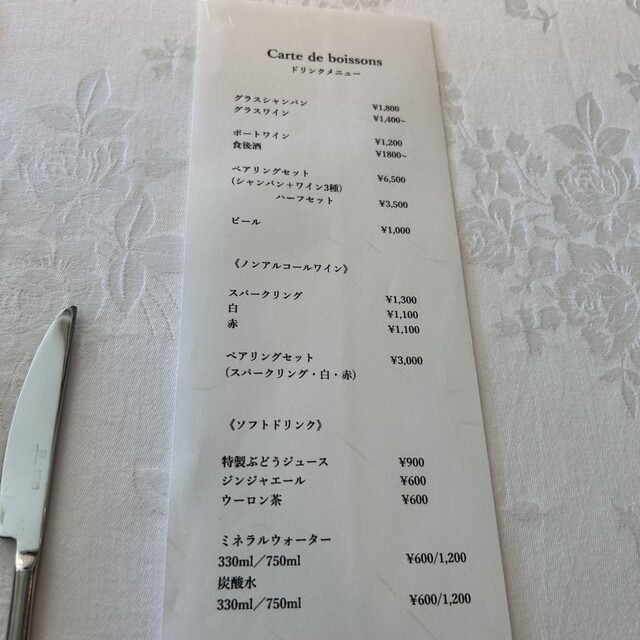 Carte de boissons
ドリンクメニュー
グラスシャンパン ¥1,800
グラスワイン ¥1,400~
ポートワイン ¥1,200
食後酒 ¥1800~
ペアリングセット ¥6,500
(シャンパン＋ワイン3種)
ハーフセット ¥3,500
ビール ¥1,000
《ノンアルコールワイン》
スパークリング ¥1,300
白 ¥1,100
赤 ¥1,100
ペアリングセット ¥3,000
(スパークリング・白・赤)
《ソフトドリンク》
特製ぶどうジュース ¥900
ジンジャエール ¥600
ウーロン茶 ¥600
ミネラルウォーター
330ml／750ml ¥600/1,200
炭酸水
330ml／750ml ¥600/1,200